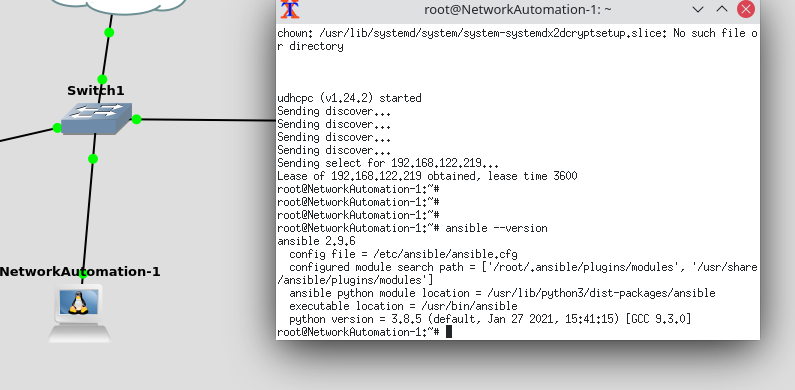 Switch1
NetworkAutomation-1
root@NetworkAutomation-1: ~
chown: /usr/lib/systemd/system/system-systemdx2dcryptsetup.slice: No such file o
r directory
udhcpc (v1.24.2) started
Sending discover...
Sending discover...
Sending discover...
Sending discover...
Sending select for 192.168.122.219...
Lease of 192.168.122.219 obtained, lease time 3600
root@NetworkAutomation-1:~#
root@NetworkAutomation-1:~#
root@NetworkAutomation-1:~#
root@NetworkAutomation-1:~# ansible --version
ansible 2.9.6
  config file = /etc/ansible/ansible.cfg
  configured module search path = ['/root/.ansible/plugins/modules', '/usr/share
/ansible/plugins/modules']
  ansible python module location = /usr/lib/python3/dist-packages/ansible
  executable location = /usr/bin/ansible
  python version = 3.8.5 (default, Jan 27 2021, 15:41:15) [GCC 9.3.0]
root@NetworkAutomation-1:~#